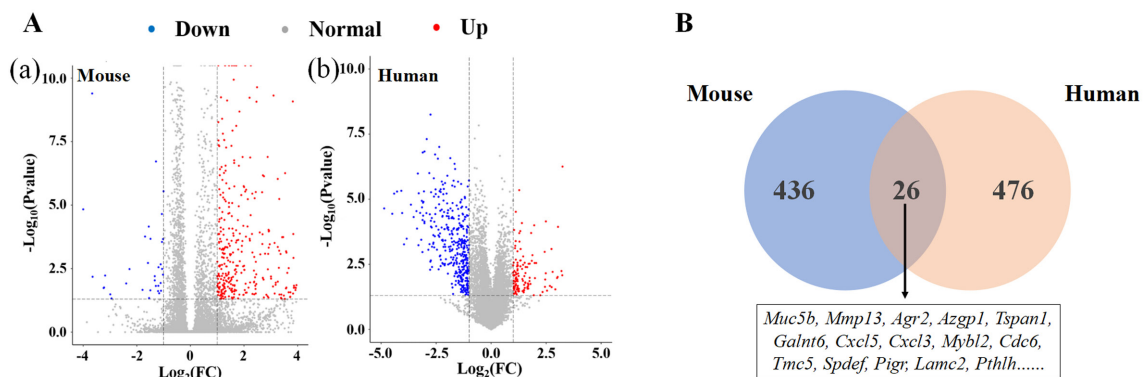 A
Down
Normal
Up
B
(a)
Mouse
(b)
Human
10.0
7.5
5.0
2.5
0.0
-Log10(Pvalue)
-4
-2
0
2
4
Log2(FC)
10.0
7.5
5.0
2.5
0.0
-Log10(Pvalue)
-5.0
-2.5
0.0
2.5
5.0
Log2(FC)
Mouse
Human
436
26
476
Muc5b, Mmp13, Agr2, Azgp1, Tspan1,
Galnt6, Cxcl5, Cxcl3, Mybl2, Cdc6,
Tmc5, Spdef, Pigr, Lamc2, Pthlh......